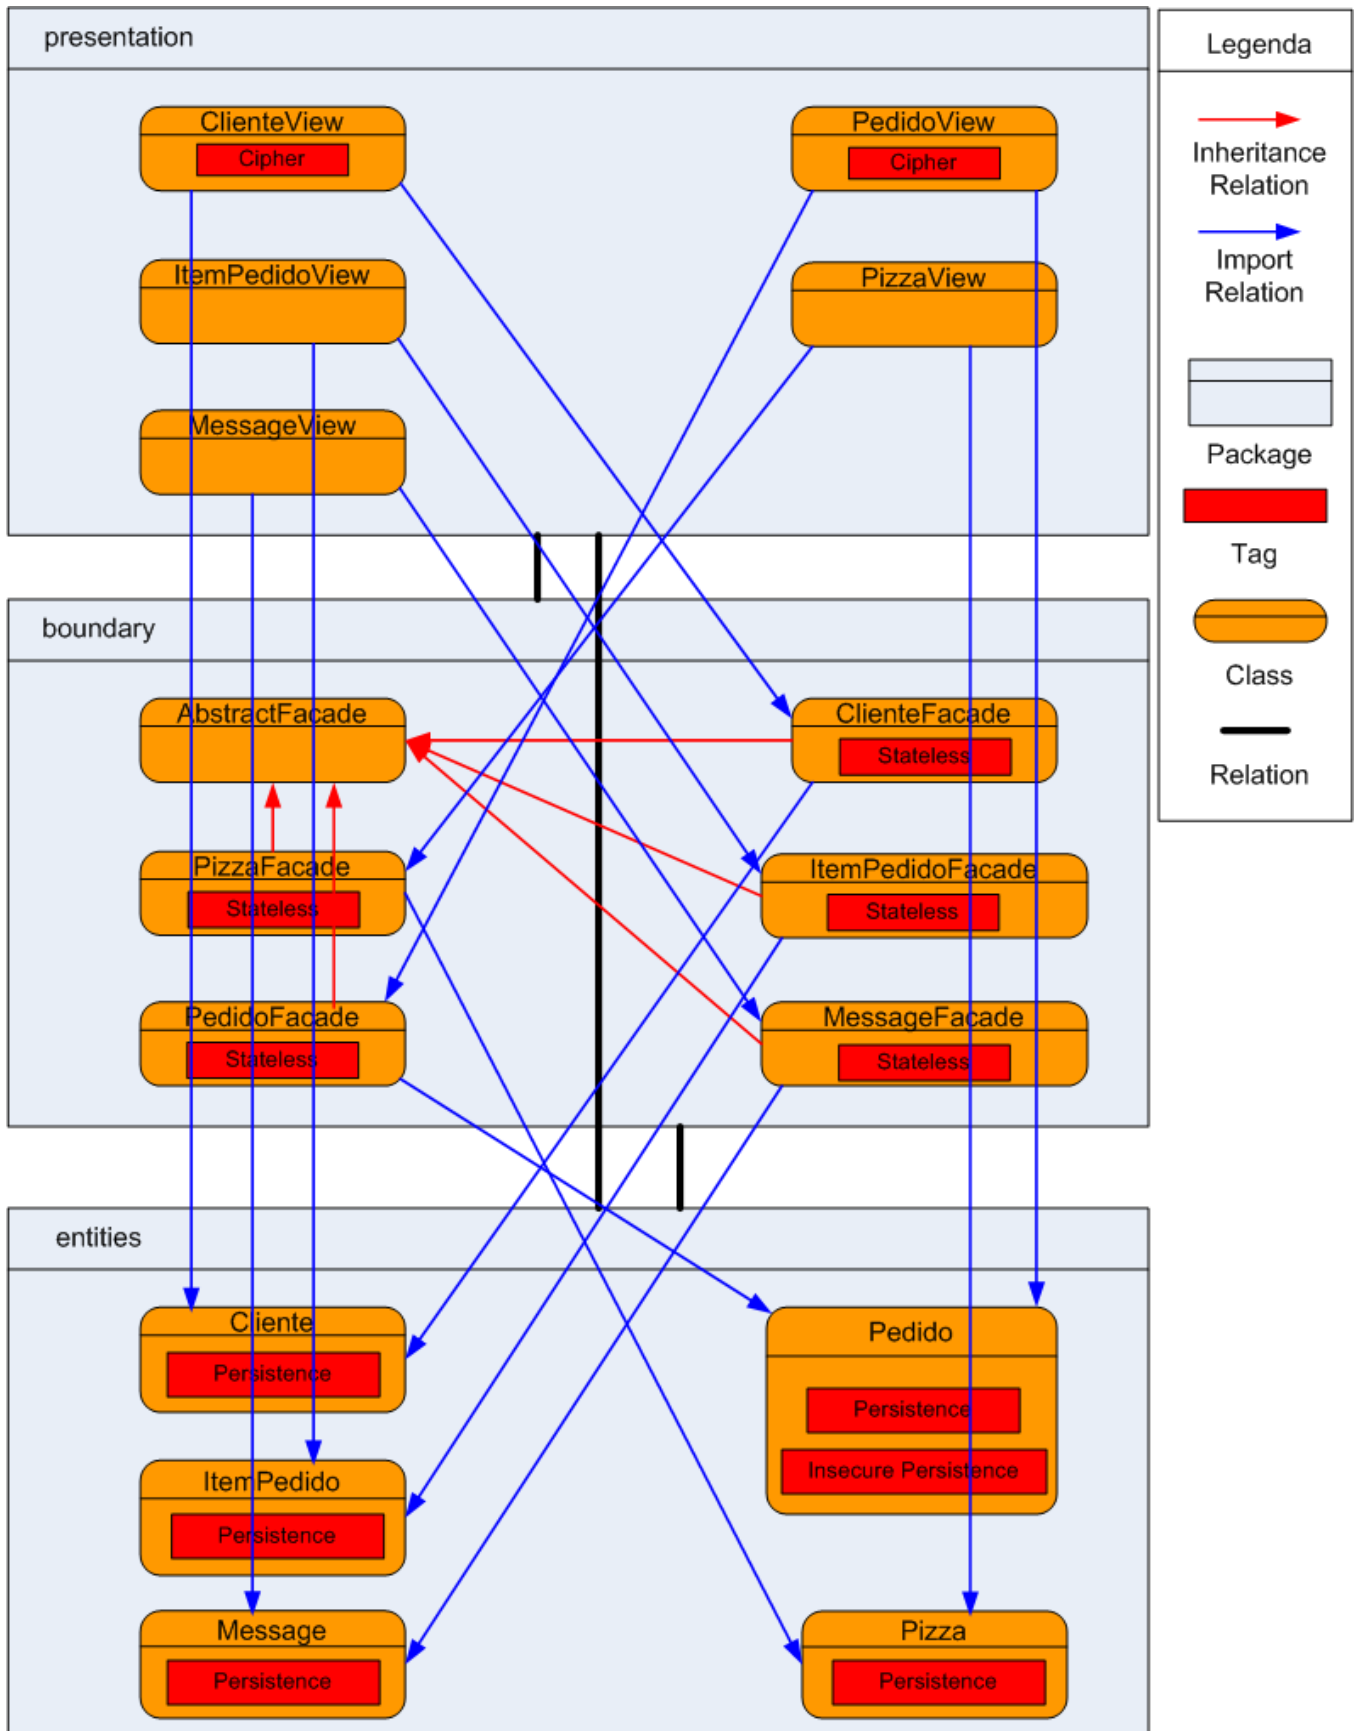 presentation
ClienteView
Cipher
PedidoView
Cipher
ItemPedidoView
PizzaView
MessageView
boundary
AbstractFacade
ClienteFacade
Stateless
PizzaFacade
Stateless
ItemPedidoFacade
Stateless
PedidoFacade
Stateless
MessageFacade
Stateless
entities
Cliente
Persistence
Pedido
Persistence
Insecure Persistence
ItemPedido
Persistence
Message
Persistence
Pizza
Persistence
Legenda
Inheritance
Relation
Import
Relation
Package
Tag
Class
Relation